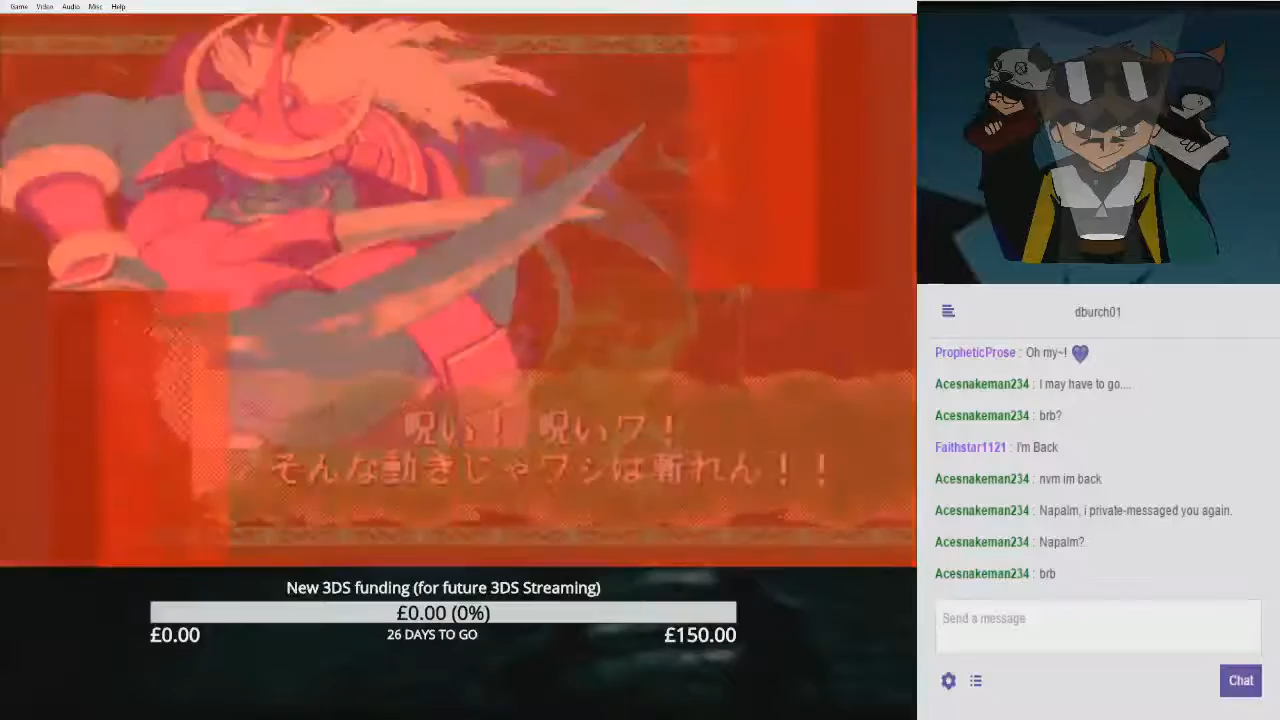 Game Video Audio Misc Help
呪い！ 呪いワ！
そんな動きじゃワシは斬れん！！
New 3DS funding (for future 3DS Streaming)
£0.00 (0%)
£0.00 26 DAYS TO GO £150.00
dburch01
PropheticProse : Oh my~!
Acesnakeman234 : I may have to go....
Acesnakeman234 : brb?
Faithstar1121 : I'm Back
Acesnakeman234 : nvm im back
Acesnakeman234 : Napalm, i private-messaged you again.
Acesnakeman234 : Napalm?
Acesnakeman234 : brb
Send a message
Chat